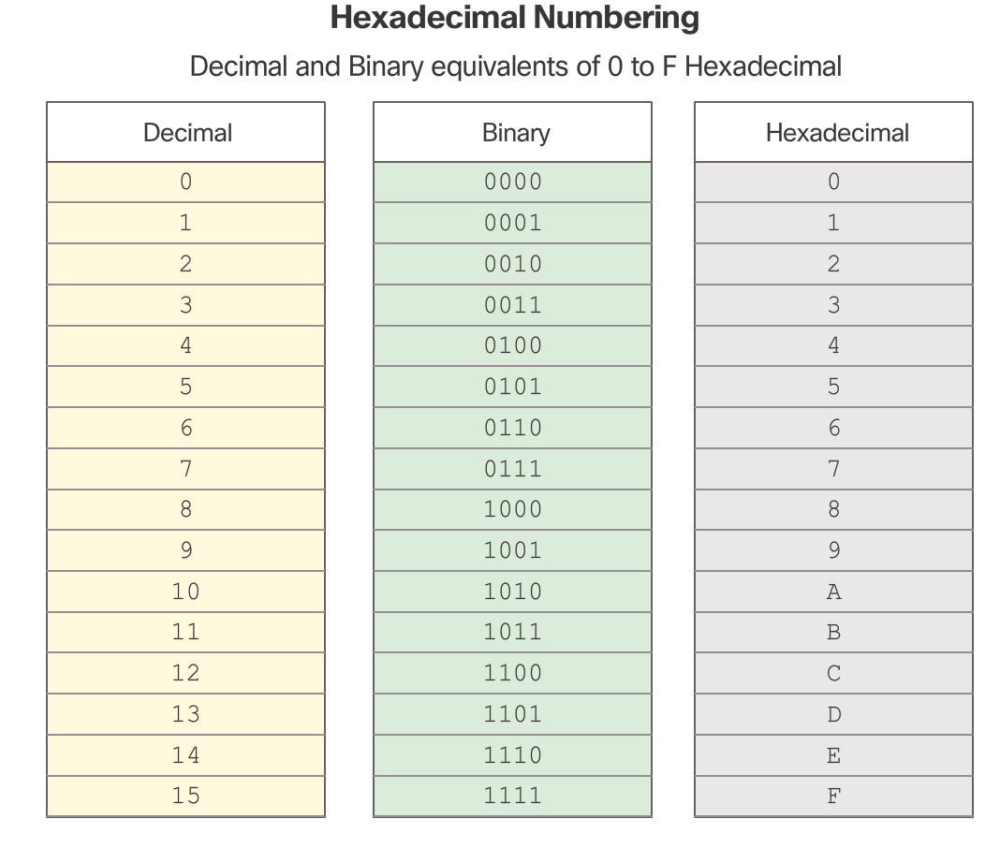 Hexadecimal Numbering
Decimal and Binary equivalents of 0 to F Hexadecimal
Decimal Binary Hexadecimal
0 0000 0
1 0001 1
2 0010 2
3 0011 3
4 0100 4
5 0101 5
6 0110 6
7 0111 7
8 1000 8
9 1001 9
10 1010 A
11 1011 B
12 1100 C
13 1101 D
14 1110 E
15 1111 F